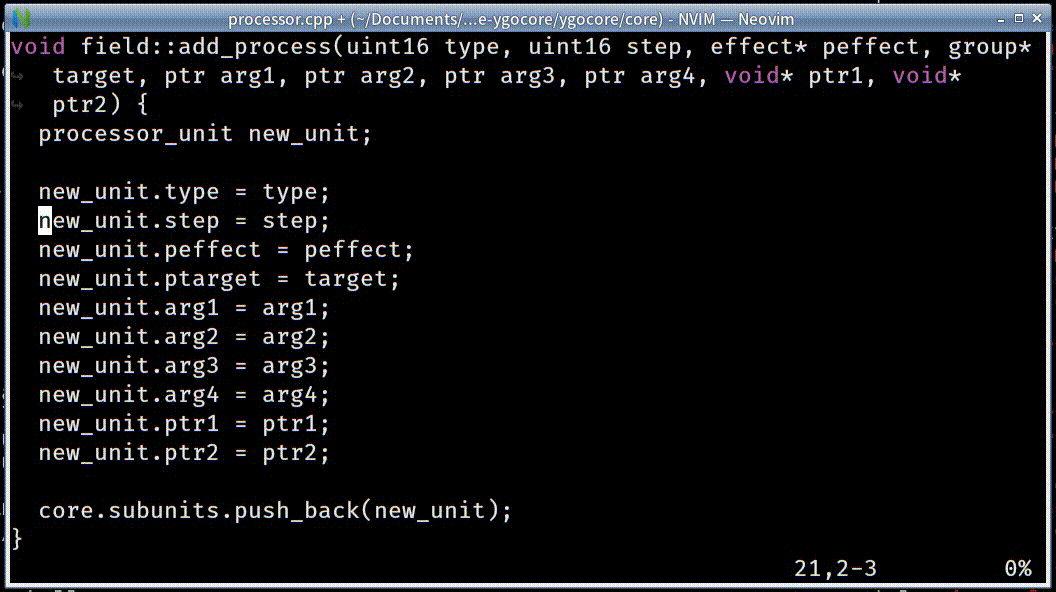 processor.cpp + (~/Documents/...e-ygocore/ygocore/core) - NVIM — Neovim
void field::add_process(uint16 type, uint16 step, effect* peffect, group*
↪ target, ptr arg1, ptr arg2, ptr arg3, ptr arg4, void* ptr1, void*
↪ ptr2) {
  processor_unit new_unit;

  new_unit.type = type;
  new_unit.step = step;
  new_unit.peffect = peffect;
  new_unit.ptarget = target;
  new_unit.arg1 = arg1;
  new_unit.arg2 = arg2;
  new_unit.arg3 = arg3;
  new_unit.arg4 = arg4;
  new_unit.ptr1 = ptr1;
  new_unit.ptr2 = ptr2;

  core.subunits.push_back(new_unit);
}
21,2-3 0%